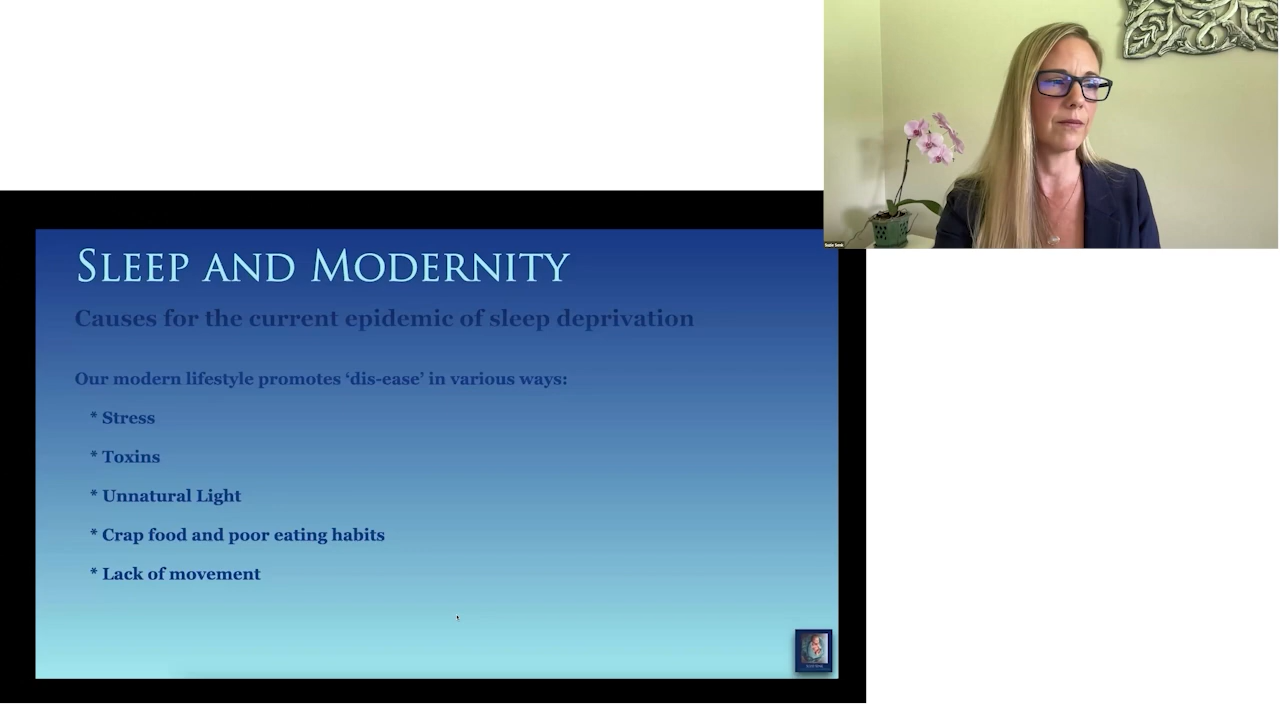 SLEEP AND MODERNITY
Causes for the current epidemic of sleep deprivation
Our modern lifestyle promotes ‘dis-ease’ in various ways:
* Stress
* Toxins
* Unnatural Light
* Crap food and poor eating habits
* Lack of movement